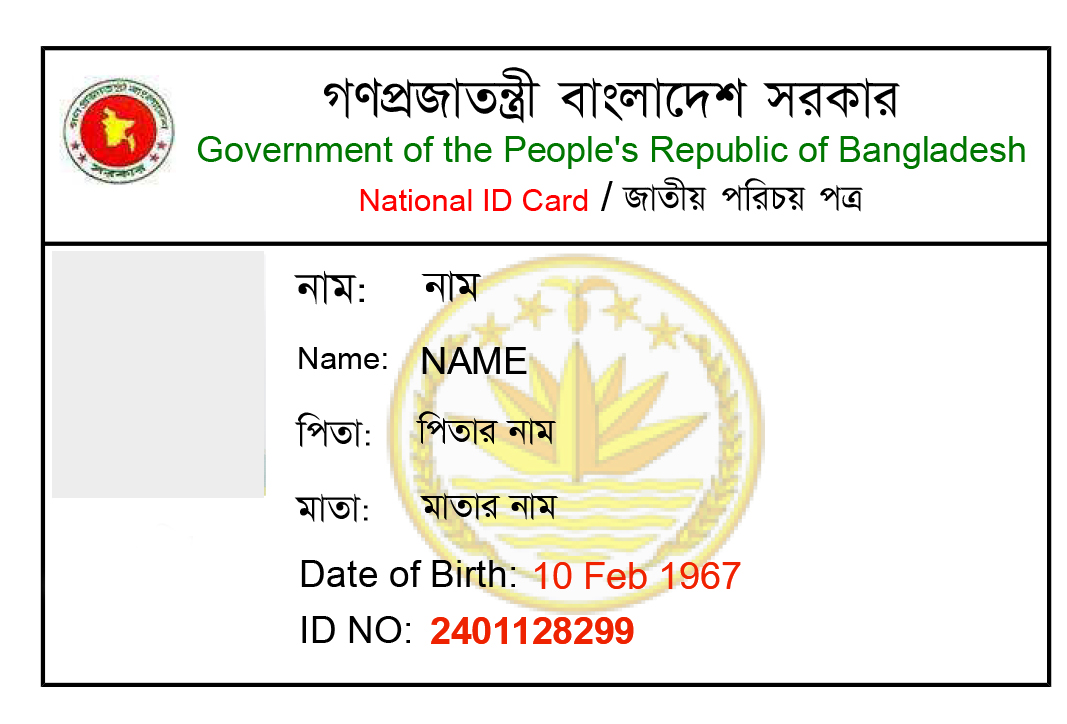 গণপ্রজাতন্ত্রী বাংলাদেশ সরকার
Government of the People's Republic of Bangladesh
National ID Card / জাতীয় পরিচয় পত্র
নাম: নাম
Name: NAME
পিতা: পিতার নাম
মাতা: মাতার নাম
Date of Birth: 10 Feb 1967
ID NO: 2401128299